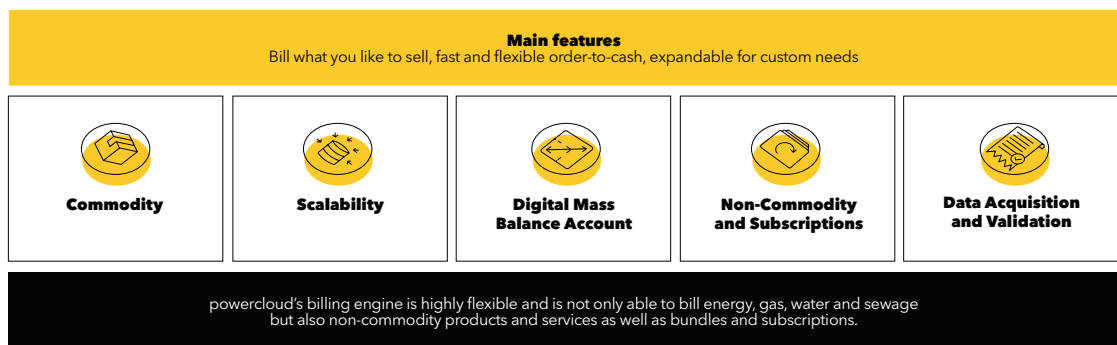 Main features
Bill what you like to sell, fast and flexible order-to-cash, expandable for custom needs
Commodity
Scalability
Digital Mass
Balance Account
Non-Commodity
and Subscriptions
Data Acquisition
and Validation
powercloud’s billing engine is highly flexible and is not only able to bill energy, gas, water and sewage
but also non-commodity products and services as well as bundles and subscriptions.